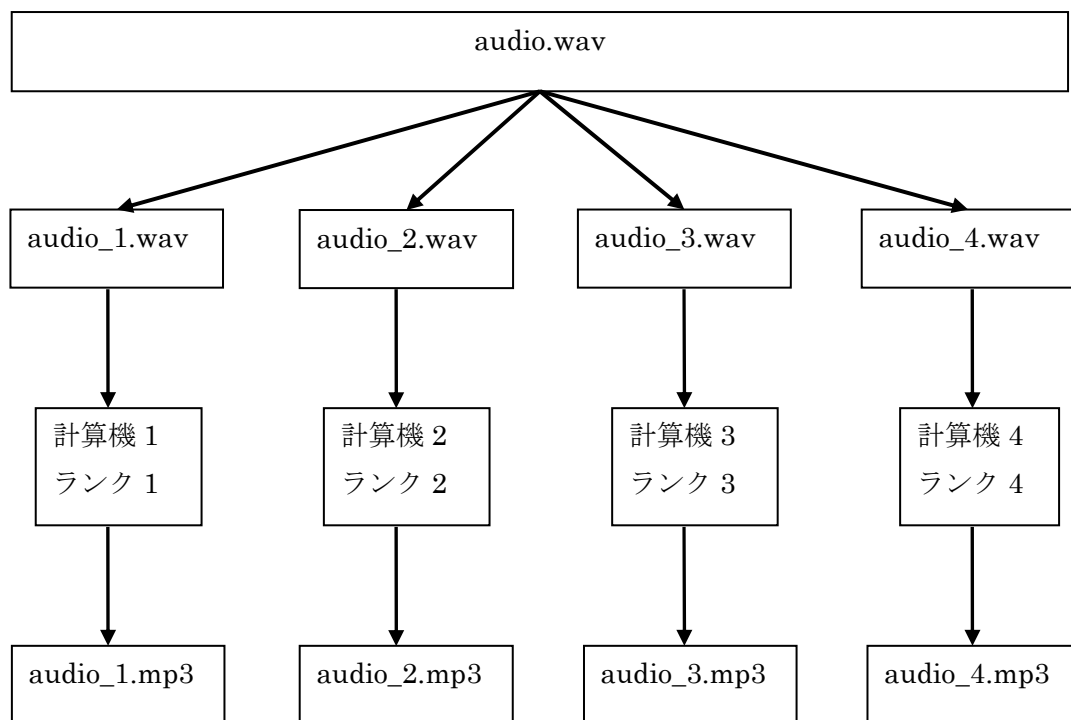 audio.wav
audio_1.wav
audio_2.wav
audio_3.wav
audio_4.wav
計算機 1
ランク 1
計算機 2
ランク 2
計算機 3
ランク 3
計算機 4
ランク 4
audio_1.mp3
audio_2.mp3
audio_3.mp3
audio_4.mp3